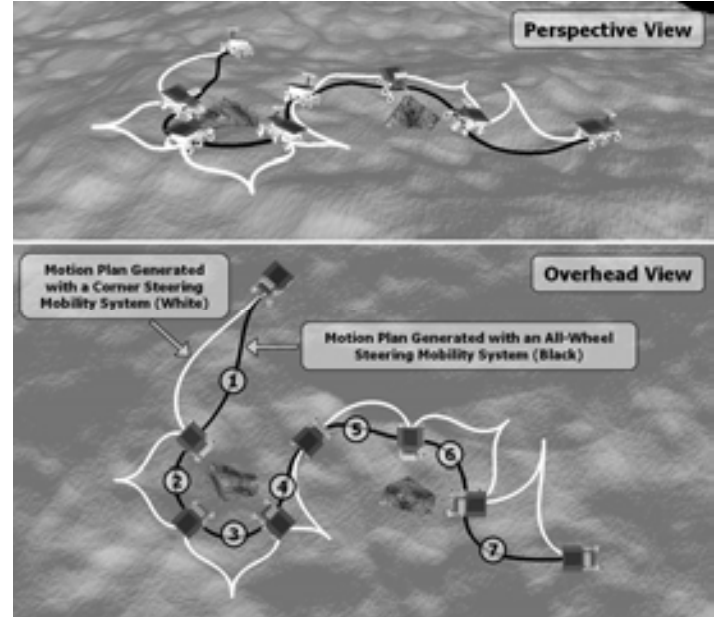 Perspective View
Overhead View
Motion Plan Generated
with a Corner Steering
Mobility System (White)
Motion Plan Generated with an All-Wheel
Steering Mobility System (Black)
1
2
3
4
5
6
7